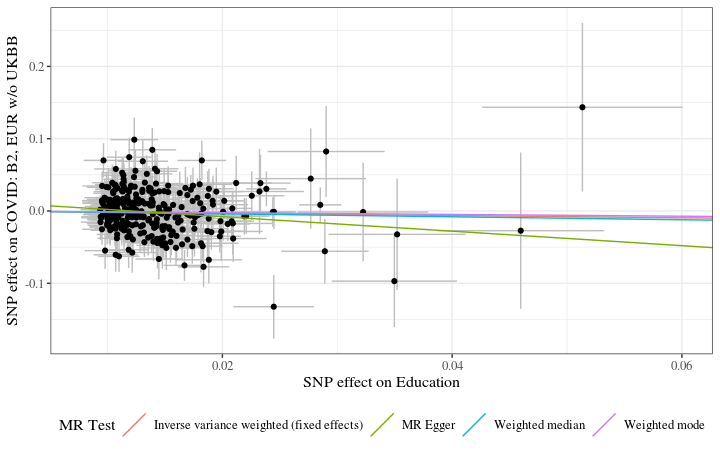 SNP effect on COVID: B2, EUR w/o UKBB
0.2
0.1
0.0
-0.1
0.02
0.04
0.06
SNP effect on Education
MR Test
Inverse variance weighted (fixed effects)
MR Egger
Weighted median
Weighted mode